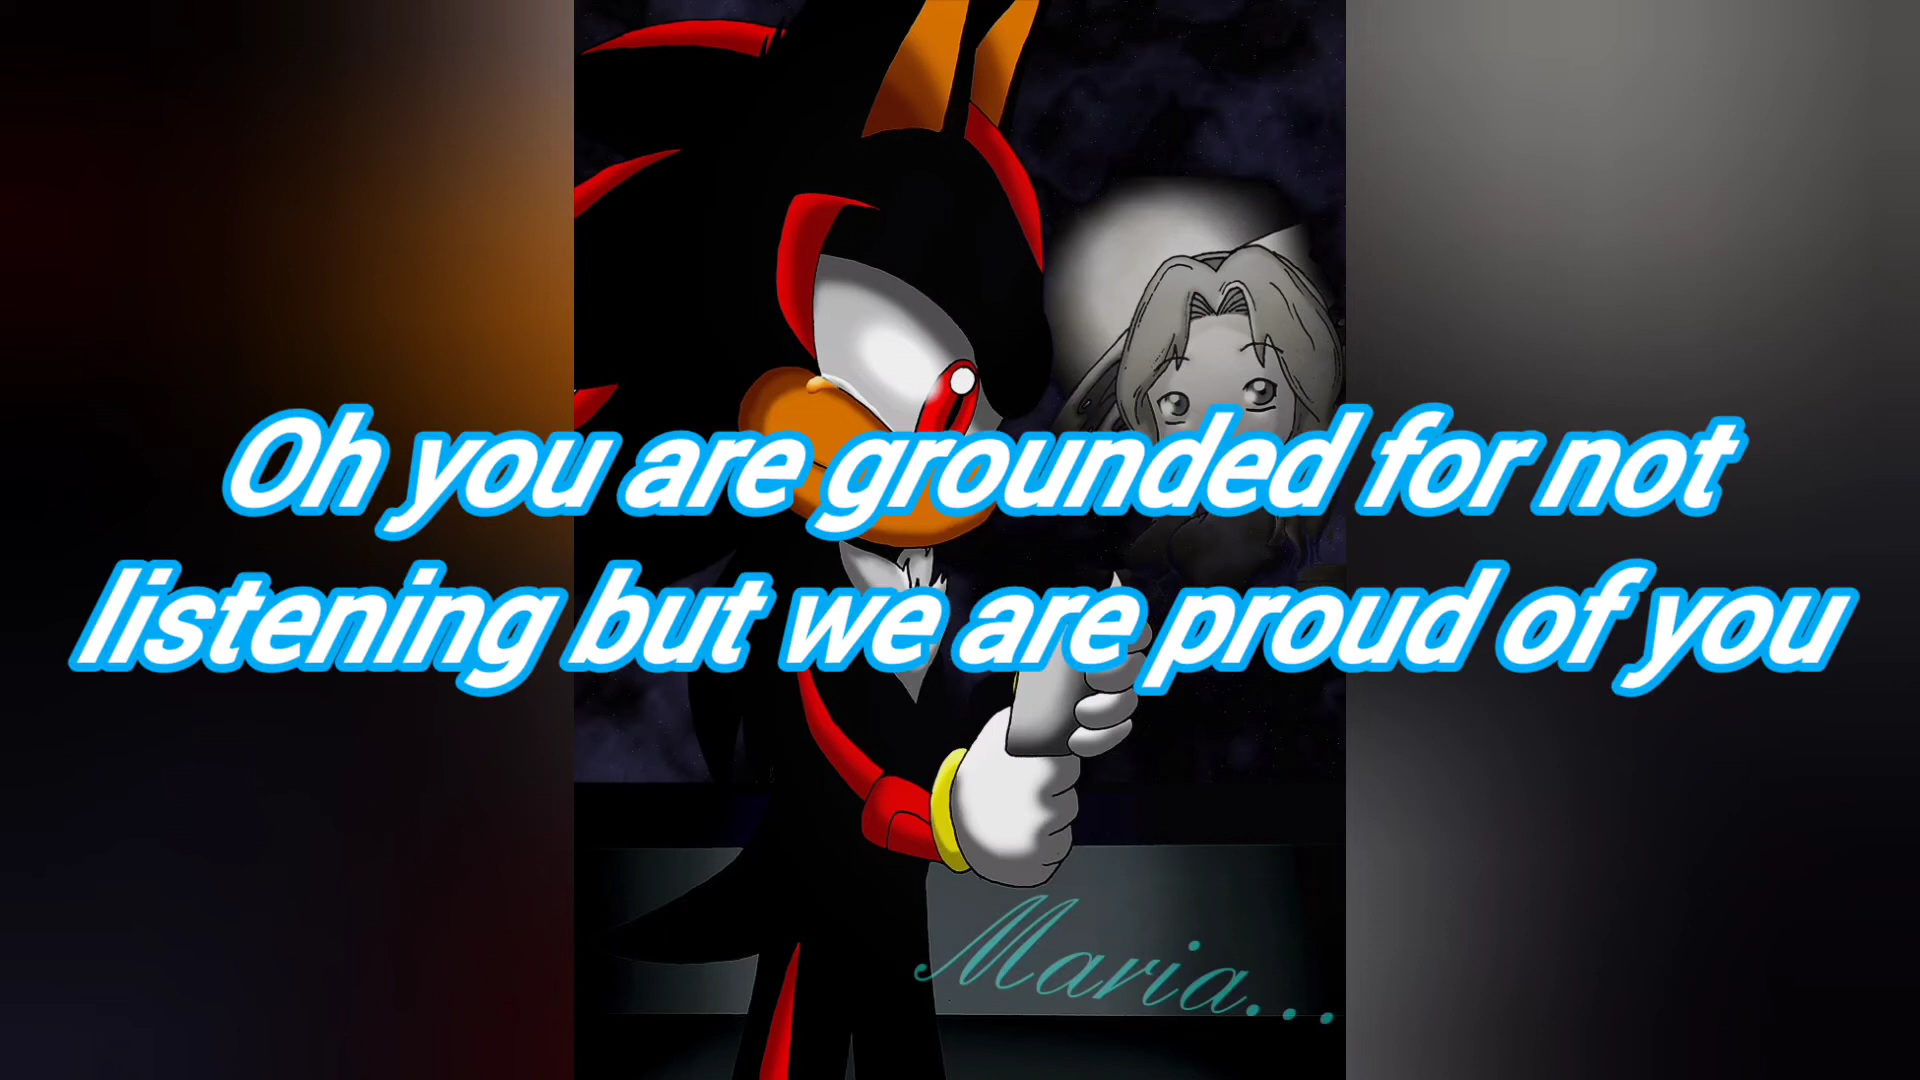 Oh you are grounded for not
listening but we are proud of you
Maria...